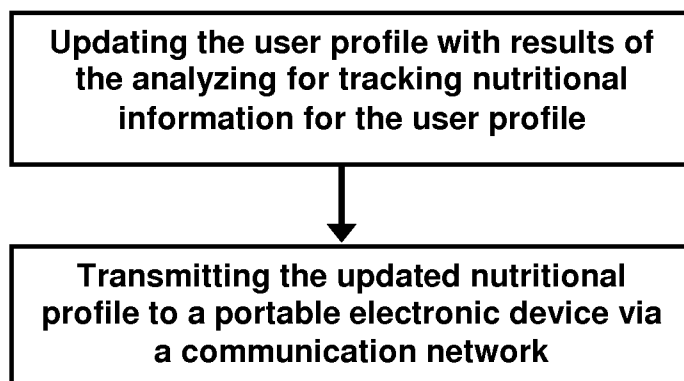 Updating the user profile with results of
the analyzing for tracking nutritional
information for the user profile
Transmitting the updated nutritional
profile to a portable electronic device via
a communication network